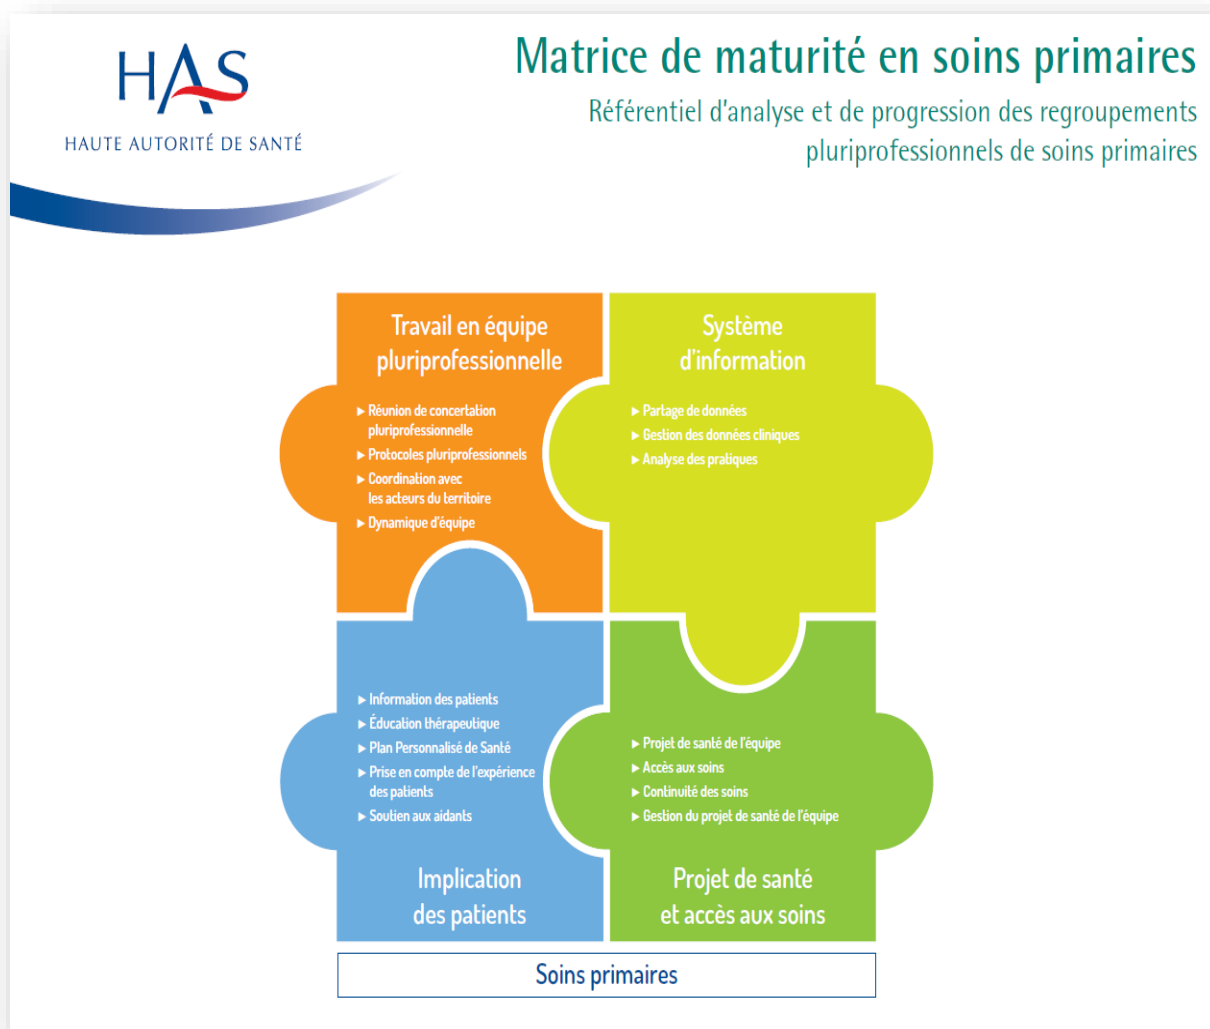 HAS
HAUTE AUTORITÉ DE SANTÉ
Matrice de maturité en soins primaires
Référentiel d'analyse et de progression des regroupements
pluriprofessionnels de soins primaires
Travail en équipe
pluriprofessionnelle
▶ Réunion de concertation
pluriprofessionnelle
▶ Protocoles pluriprofessionnels
▶ Coordination avec
les acteurs du territoire
▶ Dynamique d'équipe
Système
d'information
▶ Partage de données
▶ Gestion des données cliniques
▶ Analyse des pratiques
▶ Information des patients
▶ Éducation thérapeutique
▶ Plan Personnalisé de Santé
▶ Prise en compte de l'expérience
des patients
▶ Soutien aux aidants
Implication
des patients
▶ Projet de santé de l'équipe
▶ Accès aux soins
▶ Continuité des soins
▶ Gestion du projet de santé de l'équipe
Projet de santé
et accès aux soins
Soins primaires